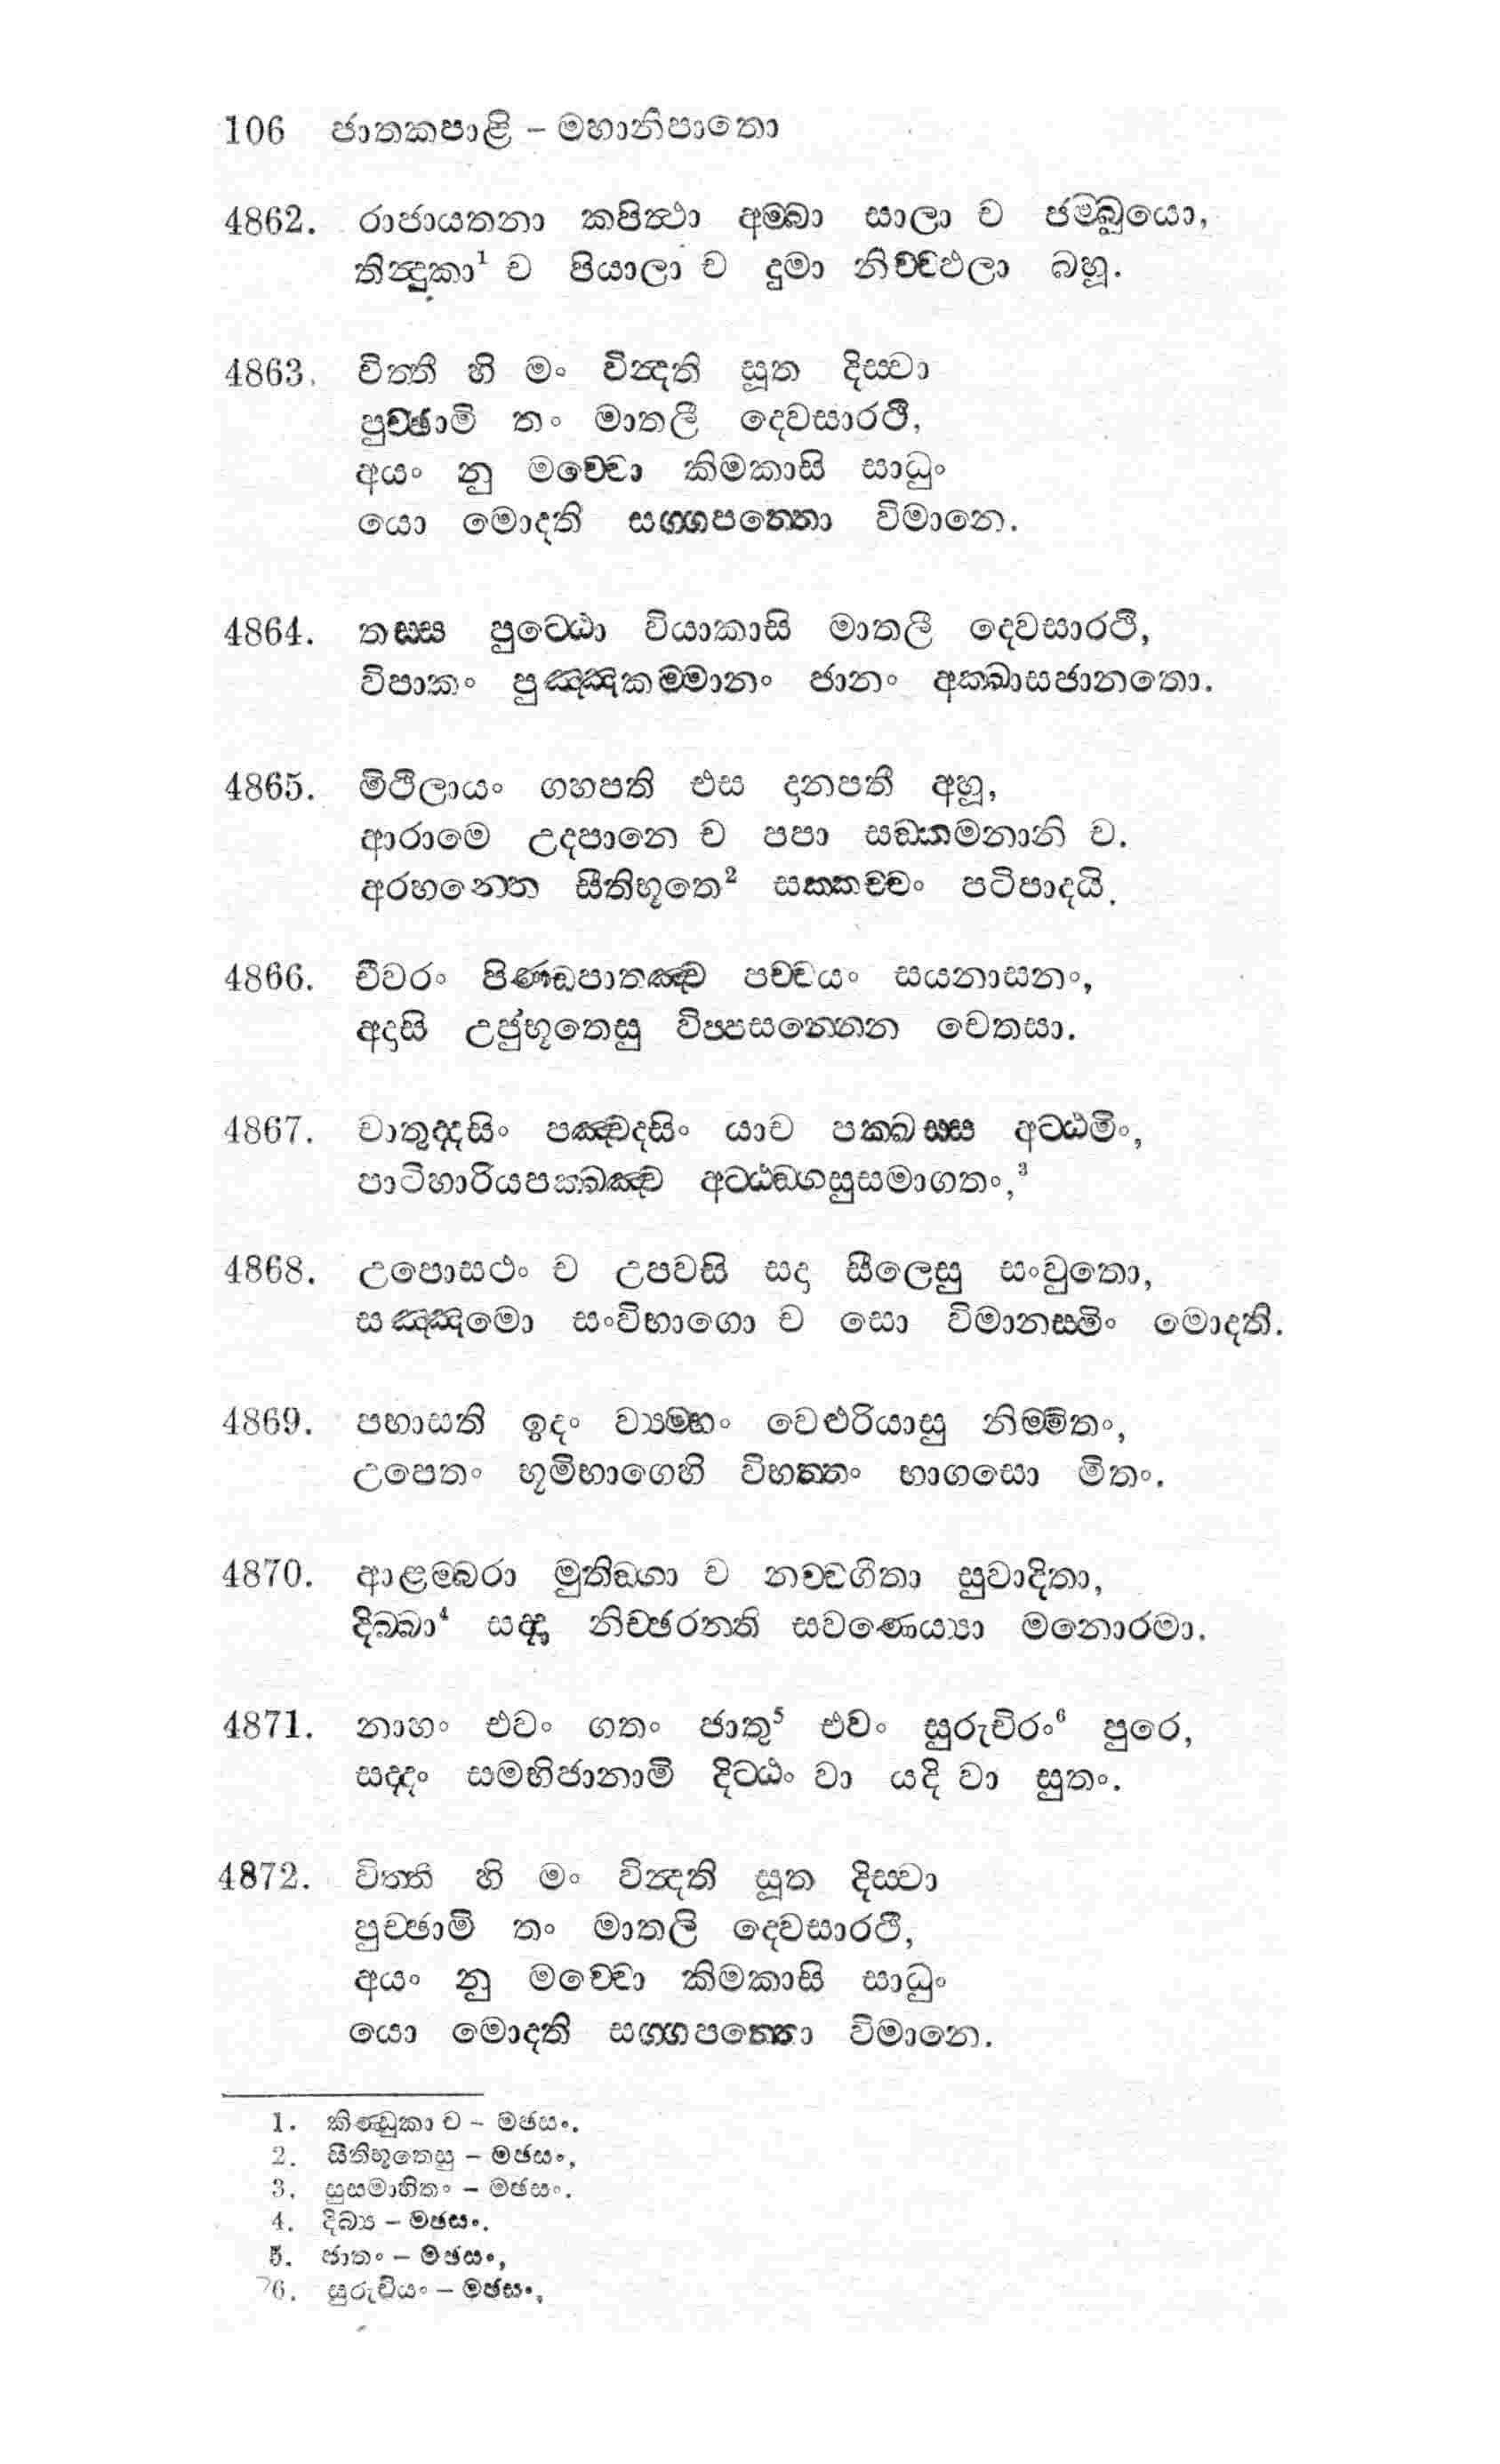 106 ජාතකපාළි – මහානිපාතො
4862. රාජායතනා කපිත්‍ථා අම්බා සාලා ච ජම්බුයො,
තින්‍දුකා¹ ච පියාලා ච දුමා නිච්චඵලා බහූ.
4863. විත්තී හි මං වින්‍දති සූත දිස්වා
පුච්ඡාමි තං මාතලී දෙවසාරථී,
අයං නු මච්චො කිමකාසි සාධුං
යො මොදති සග්ගපත්තො විමානෙ.
4864. තස්ස පුට්ඨො වියාකාසි මාතලී දෙවසාරථී,
විපාකං පුඤ්ඤකම්මානං ජානං අක්ඛාසජානතො.
4865. මිථිලායං ගහපති එස දානපතී අහූ,
ආරාමෙ උදපානෙ ච පපා සඞ්කමනානි ච.
අරහන්තෙ සීතිභූතෙ² සක්කච්චං පටිපාදයි.
4866. චීවරං පිණ්ඩපාතඤ්ච පච්චයං සයනාසනං,
අදාසි උජුභූතෙසු විප්පසන්නෙන චෙතසා.
4867. චාතුද්දසිං පඤ්චදසිං යාච පක්ඛස්ස අට්ඨමිං,
පාටිහාරියපක්ඛඤ්ච අට්ඨඞ්ගසුසමාගතං,³
4868. උපොසථං ච උපවසි සදා සීලෙසු සංවුතො,
සඤ්ඤමො සංවිභාගො ච සො විමානස්මිං මොදති.
4869. පභාසති ඉදං ව්‍යම්හං වෙළුරියාසු නිම්මිතං,
උපෙතං භූමිභාගෙහි විභත්තං භාගසො මිතං.
4870. ආළම්බරා මුතිඞ්ගා ච නච්චගීතා සුවාදිතා,
දිබ්බා⁴ සද්දා නිච්ඡරන්ති සවණෙය්‍යා මනොරමා.
4871. නාහං එවං ගතං ජාතු⁵ එවං සුරුචිරං⁶ පුරෙ,
සද්දං සමභිජානාමි දිට්ඨං වා යදි වා සුතං.
4872. විත්තී හි මං වින්‍දති සූත දිස්වා
පුච්ඡාමි තං මාතලි දෙවසාරථී,
අයං නු මච්චො කිමකාසි සාධුං
යො මොදති සග්ගපත්තො විමානෙ.
1. කිණ්ඩුකා ච – මඡසං.
2. සීතිභූතෙසු – මඡසං,
3. සුසමාහිතං – මඡසං.
4. දිබ්‍ය – මඡසං.
5. ජාතං – මඡසං,
6. සුරුචියං – මඡසං,